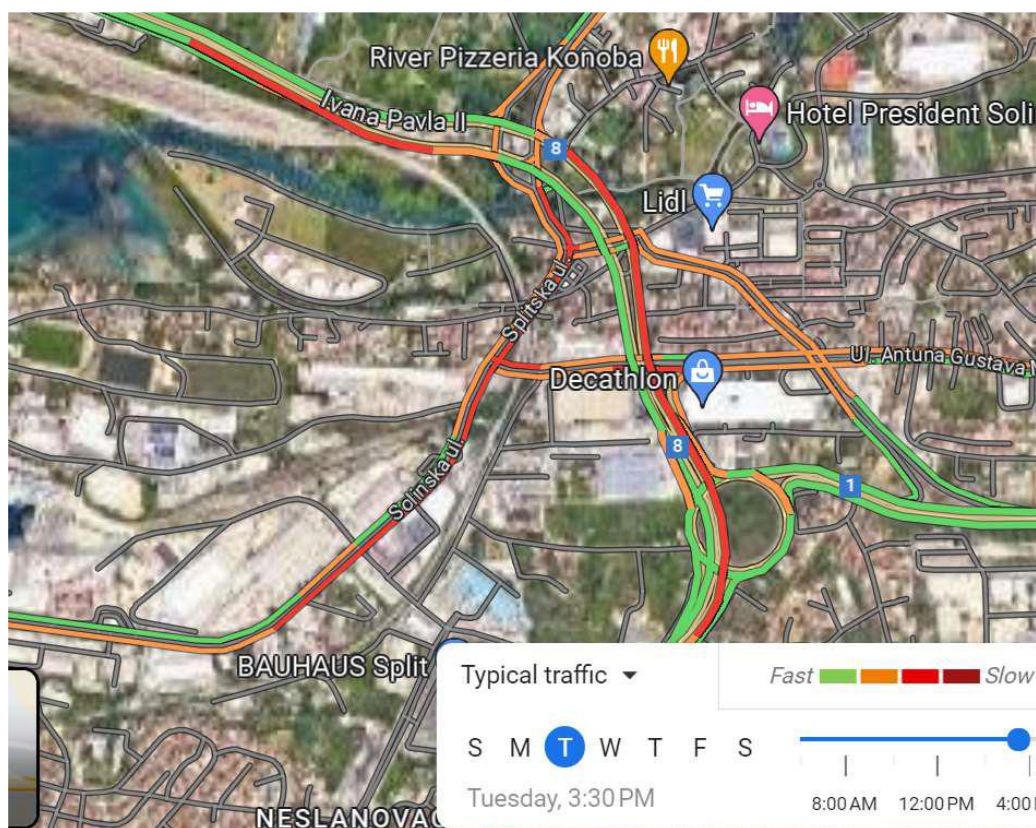 River Pizzeria Konoba
Ivana Pavla II
Hotel President Soli
8
Lidl
Splitska ul.
Ul. Antuna Gustava
Decathlon
8
1
Solinska ul.
BAUHAUS Split
Typical traffic
Fast
Slow
S M T W T F S
Tuesday, 3:30 PM
8:00 AM 12:00 PM 4:00
NESLANOVAC